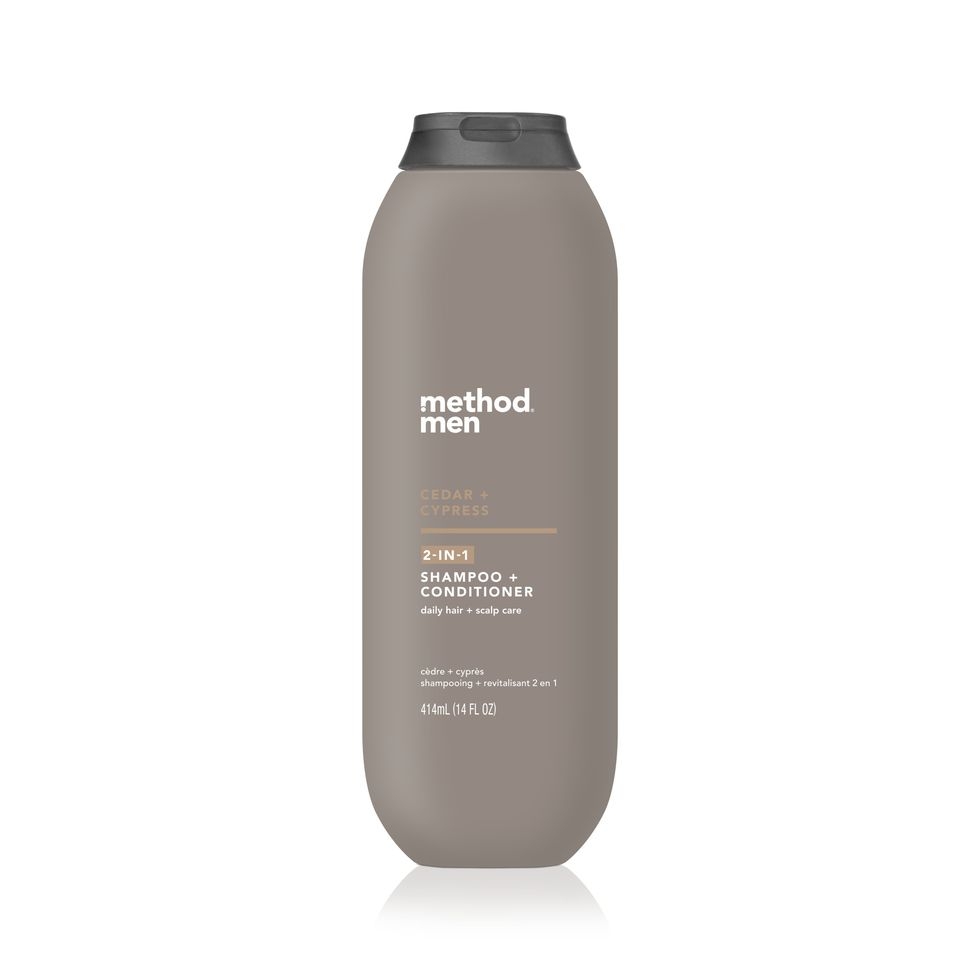 method®
men
CEDAR +
CYPRESS
2-IN-1
SHAMPOO +
CONDITIONER
daily hair + scalp care
cèdre + cyprès
shampooing + revitalisant 2 en 1
414mL (14 FL OZ)